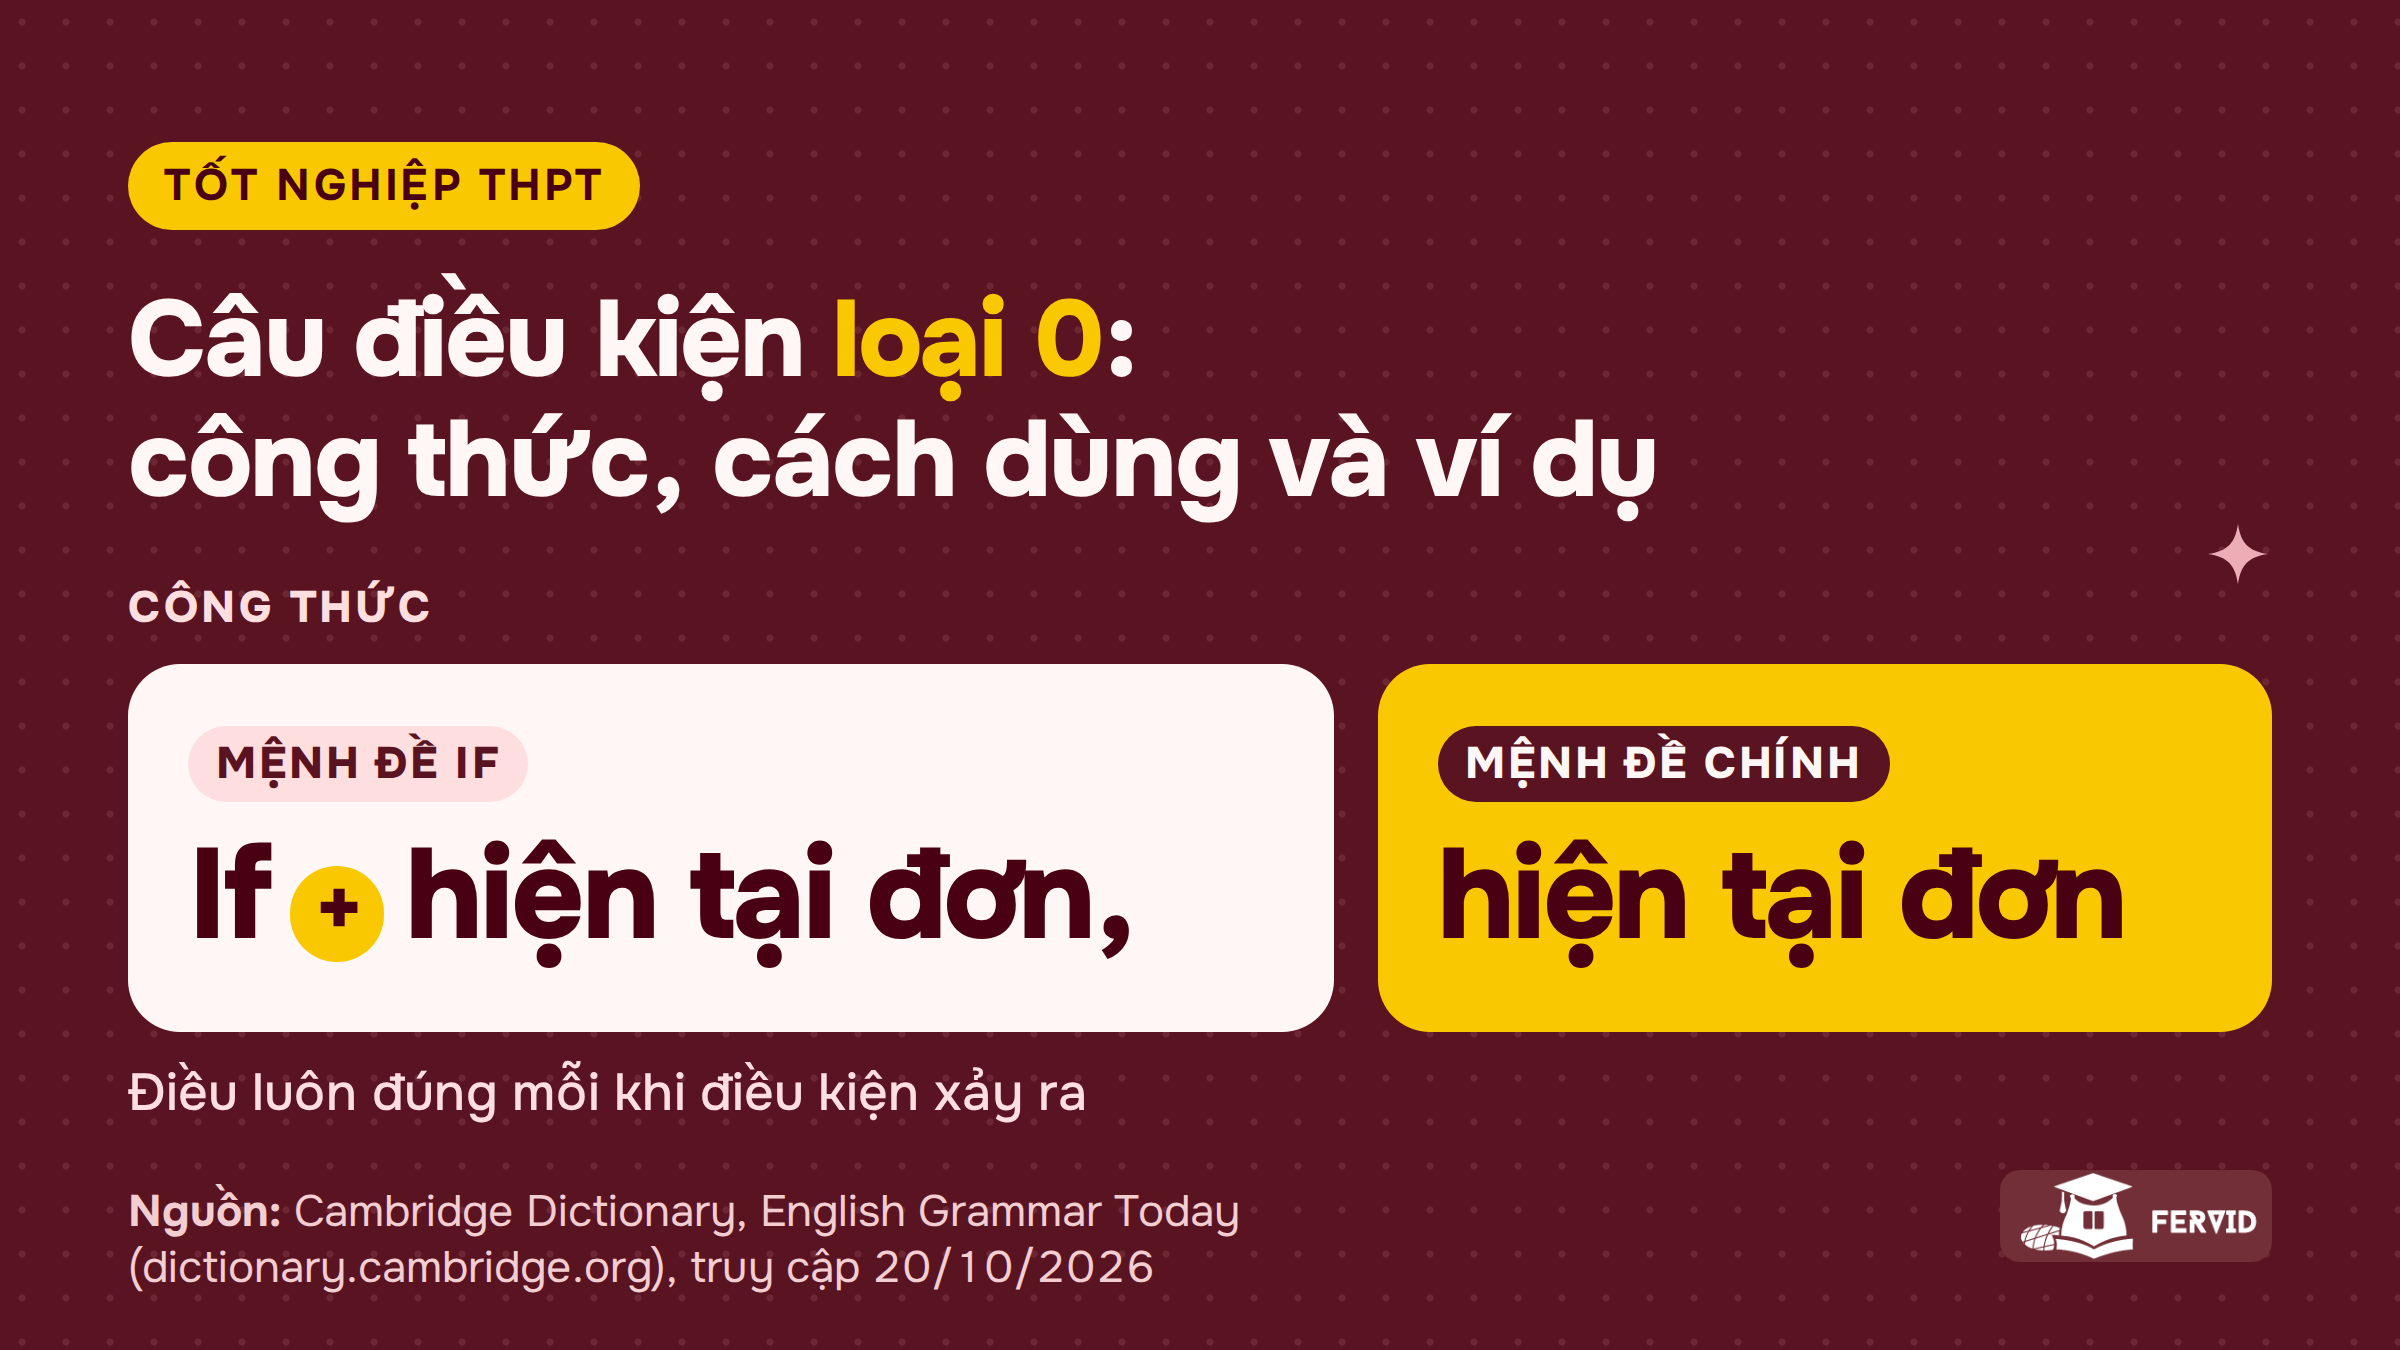 TỐT NGHIỆP THPT
Câu điều kiện loại 0:
công thức, cách dùng và ví dụ
CÔNG THỨC
MỆNH ĐỀ IF
If + hiện tại đơn,
MỆNH ĐỀ CHÍNH
hiện tại đơn
Điều luôn đúng mỗi khi điều kiện xảy ra
Nguồn: Cambridge Dictionary, English Grammar Today
(dictionary.cambridge.org), truy cập 20/10/2026
FERVID